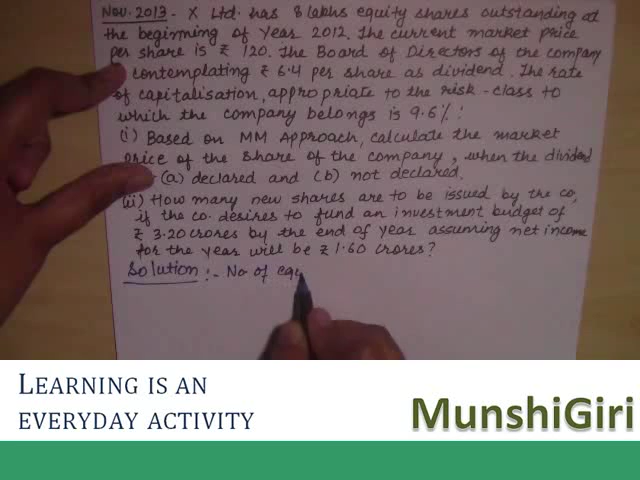 Nov. 2013 - X Ltd. has 8 lakhs equity shares outstanding at
the beginning of Year 2012. The current market price
per share is ₹ 120. The Board of Directors of the company
contemplating ₹ 6.4 per share as dividend. The rate
of capitalisation, appropriate to the risk-class to
which the company belongs is 9.6%:
(i) Based on MM Approach, calculate the market
price of the share of the company, when the dividend
(a) declared and (b) not declared.
(ii) How many new shares are to be issued by the co.
if the co. desires to fund an investment budget of
₹ 3.20 crores by the end of year assuming net income
for the year will be ₹ 1.60 crores?
Solution :- No of equ
LEARNING IS AN
EVERYDAY ACTIVITY
MunshiGiri